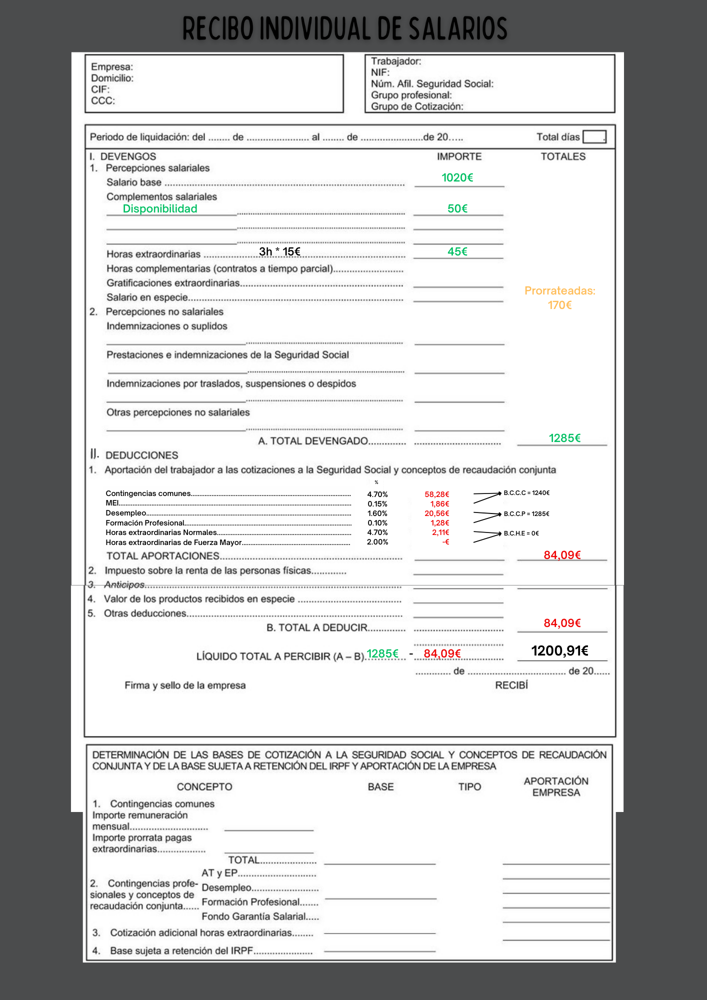 RECIBO INDIVIDUAL DE SALARIOS
Empresa:
Domicilio:
CIF:
CCC:
Trabajador:
NIF:
Núm. Afil. Seguridad Social:
Grupo profesional:
Grupo de Cotización:
Periodo de liquidación: del ........ de ....................... al ........ de .......................de 20..... Total días
I. DEVENGOS IMPORTE TOTALES
1. Percepciones salariales
Salario base ........ 1020€
Complementos salariales
Disponibilidad ........ 50€
Horas extraordinarias ........ 3h * 15€ ........ 45€
Horas complementarias (contratos a tiempo parcial)........
Gratificaciones extraordinarias........
Prorrateadas:
170€
Salario en especie........
2. Percepciones no salariales
Indemnizaciones o suplidos
Prestaciones e indemnizaciones de la Seguridad Social
Indemnizaciones por traslados, suspensiones o despidos
Otras percepciones no salariales
A. TOTAL DEVENGADO........ 1285€
II. DEDUCCIONES
1. Aportación del trabajador a las cotizaciones a la Seguridad Social y conceptos de recaudación conjunta
%
Contingencias comunes........ 4.70% 58,28€ B.C.C.C = 1240€
MEI........ 0.15% 1,86€
Desempleo........ 1.60% 20,56€ B.C.C.P = 1285€
Formación Profesional........ 0.10% 1,28€
Horas extraordinarias Normales........ 4.70% 2,11€ B.C.H.E = 0€
Horas extraordinarias de Fuerza Mayor........ 2.00% -€
TOTAL APORTACIONES........ 84,09€
2. Impuesto sobre la renta de las personas físicas........
3. Anticipos........
4. Valor de los productos recibidos en especie ........
5. Otras deducciones........
B. TOTAL A DEDUCIR........ 84,09€
LÍQUIDO TOTAL A PERCIBIR (A – B). 1285€ - 84,09€ 1200,91€
............. de .................................... de 20......
Firma y sello de la empresa RECIBÍ
DETERMINACIÓN DE LAS BASES DE COTIZACIÓN A LA SEGURIDAD SOCIAL Y CONCEPTOS DE RECAUDACIÓN
CONJUNTA Y DE LA BASE SUJETA A RETENCIÓN DEL IRPF Y APORTACIÓN DE LA EMPRESA
CONCEPTO BASE TIPO APORTACIÓN
EMPRESA
1. Contingencias comunes
Importe remuneración
mensual........
Importe prorrata pagas
extraordinarias........
TOTAL........
AT y EP........
2. Contingencias profe-
sionales y conceptos de
recaudación conjunta......
Desempleo........
Formación Profesional.......
Fondo Garantía Salarial.....
3. Cotización adicional horas extraordinarias........
4. Base sujeta a retención del IRPF........